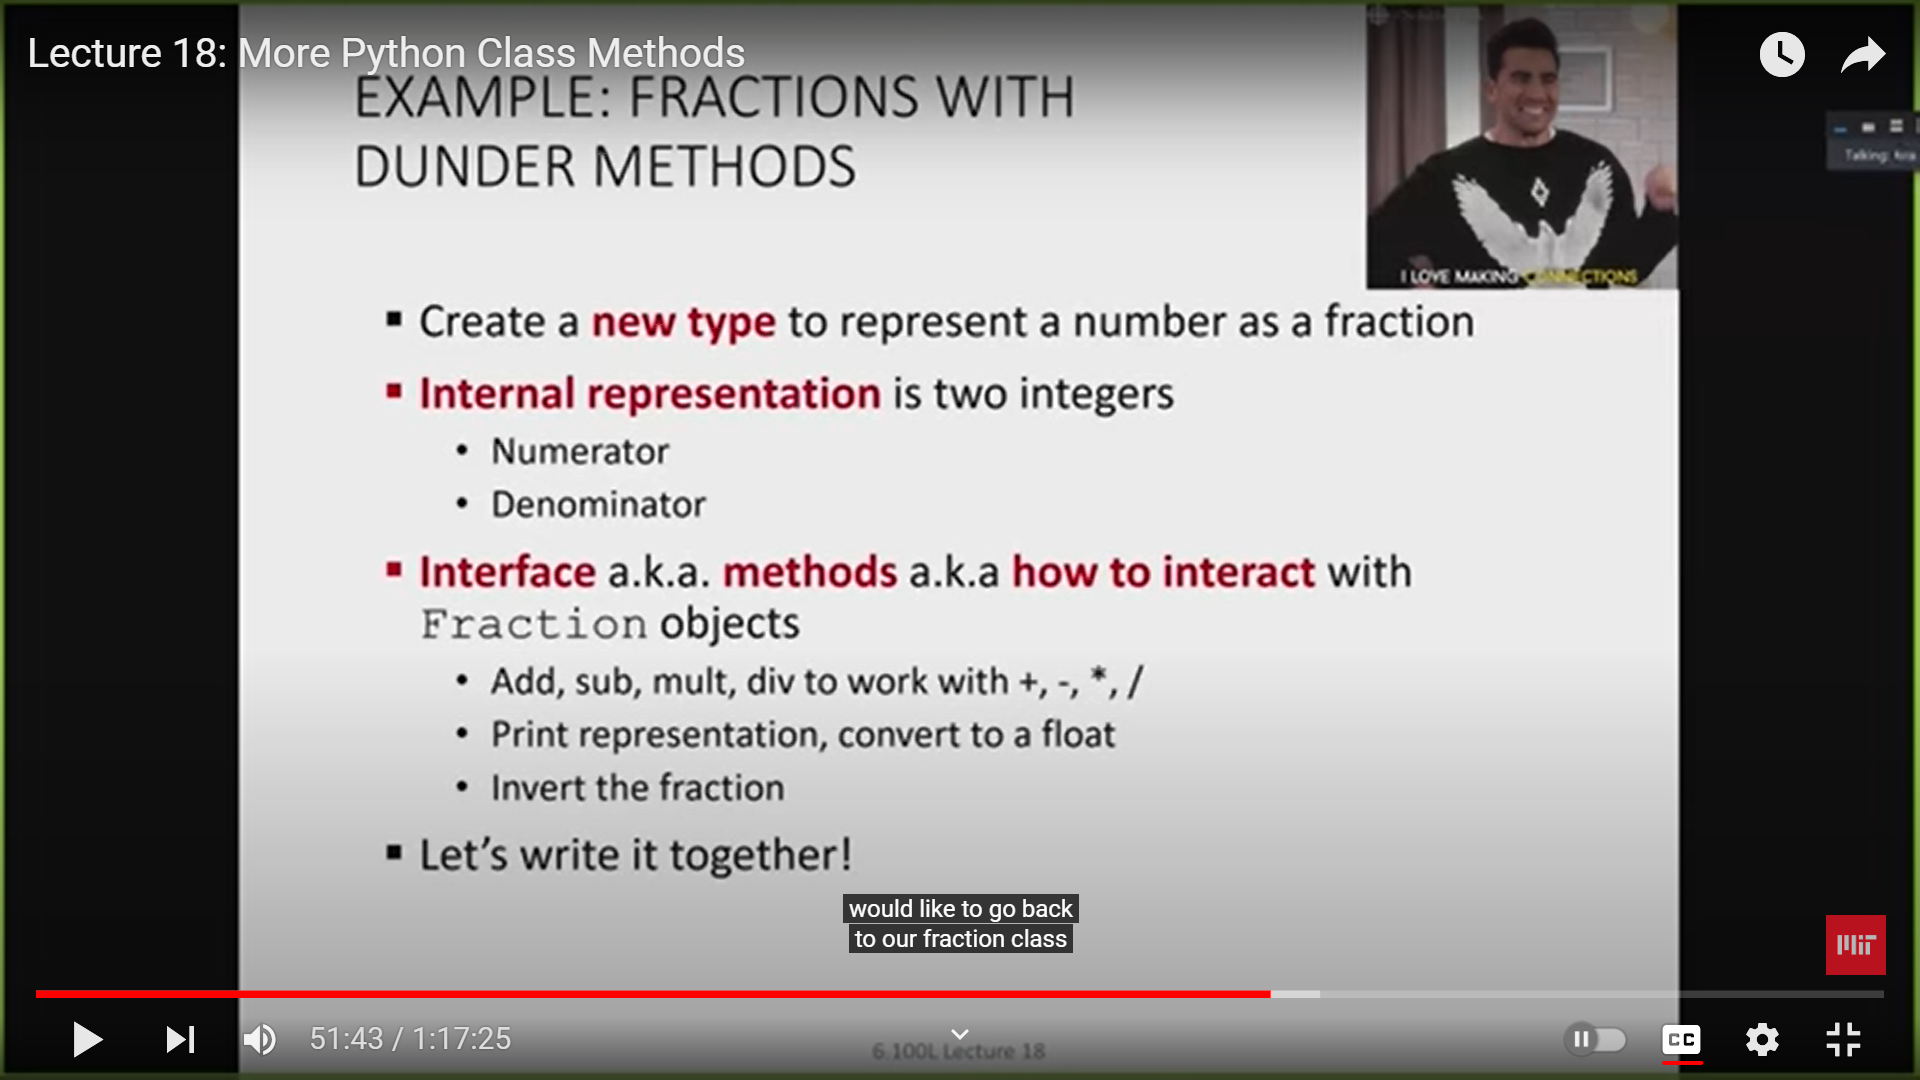 Lecture 18: More Python Class Methods
EXAMPLE: FRACTIONS WITH
DUNDER METHODS
I LOVE MAKING CONNECTIONS
Talking:
▪ Create a new type to represent a number as a fraction
▪ Internal representation is two integers
• Numerator
• Denominator
▪ Interface a.k.a. methods a.k.a how to interact with
Fraction objects
• Add, sub, mult, div to work with +, -, *, /
• Print representation, convert to a float
• Invert the fraction
▪ Let’s write it together!
would like to go back
to our fraction class
MIT
51:43 / 1:17:25
CC
6.100L Lecture 18